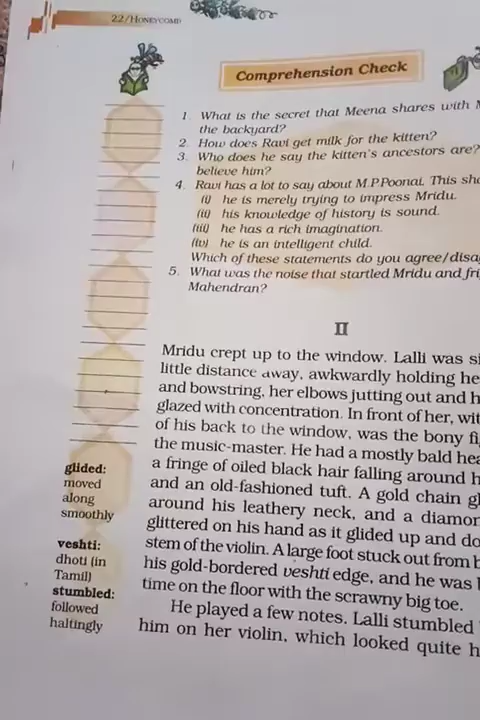 22/HONEYCOMB
Comprehension Check
1. What is the secret that Meena shares with
the backyard?
2. How does Ravi get milk for the kitten?
3. Who does he say the kitten's ancestors are?
believe him?
4. Ravi has a lot to say about M.P.Poonai. This
(i) he is merely trying to impress Mridu.
(ii) his knowledge of history is sound.
(iii) he has a rich imagination.
(iv) he is an intelligent child.
Which of these statements do you agree/
5. What was the noise that startled Mridu and
Mahendran?
II
Mridu crept up to the window. Lalli was
little distance away, awkwardly holding
and bowstring, her elbows jutting out and
glazed with concentration. In front of her,
of his back to the window, was the bony
the music-master. He had a mostly bald
a fringe of oiled black hair falling around
and an old-fashioned tuft. A gold chain
around his leathery neck, and a
glittered on his hand as it glided up and
stem of the violin. A large foot stuck out from
his gold-bordered veshti edge, and he was
time on the floor with the scrawny big toe.
He played a few notes. Lalli stumbled
him on her violin, which looked quite
glided:
moved
along
smoothly
veshti:
dhoti (in
Tamil)
stumbled:
followed
haltingly